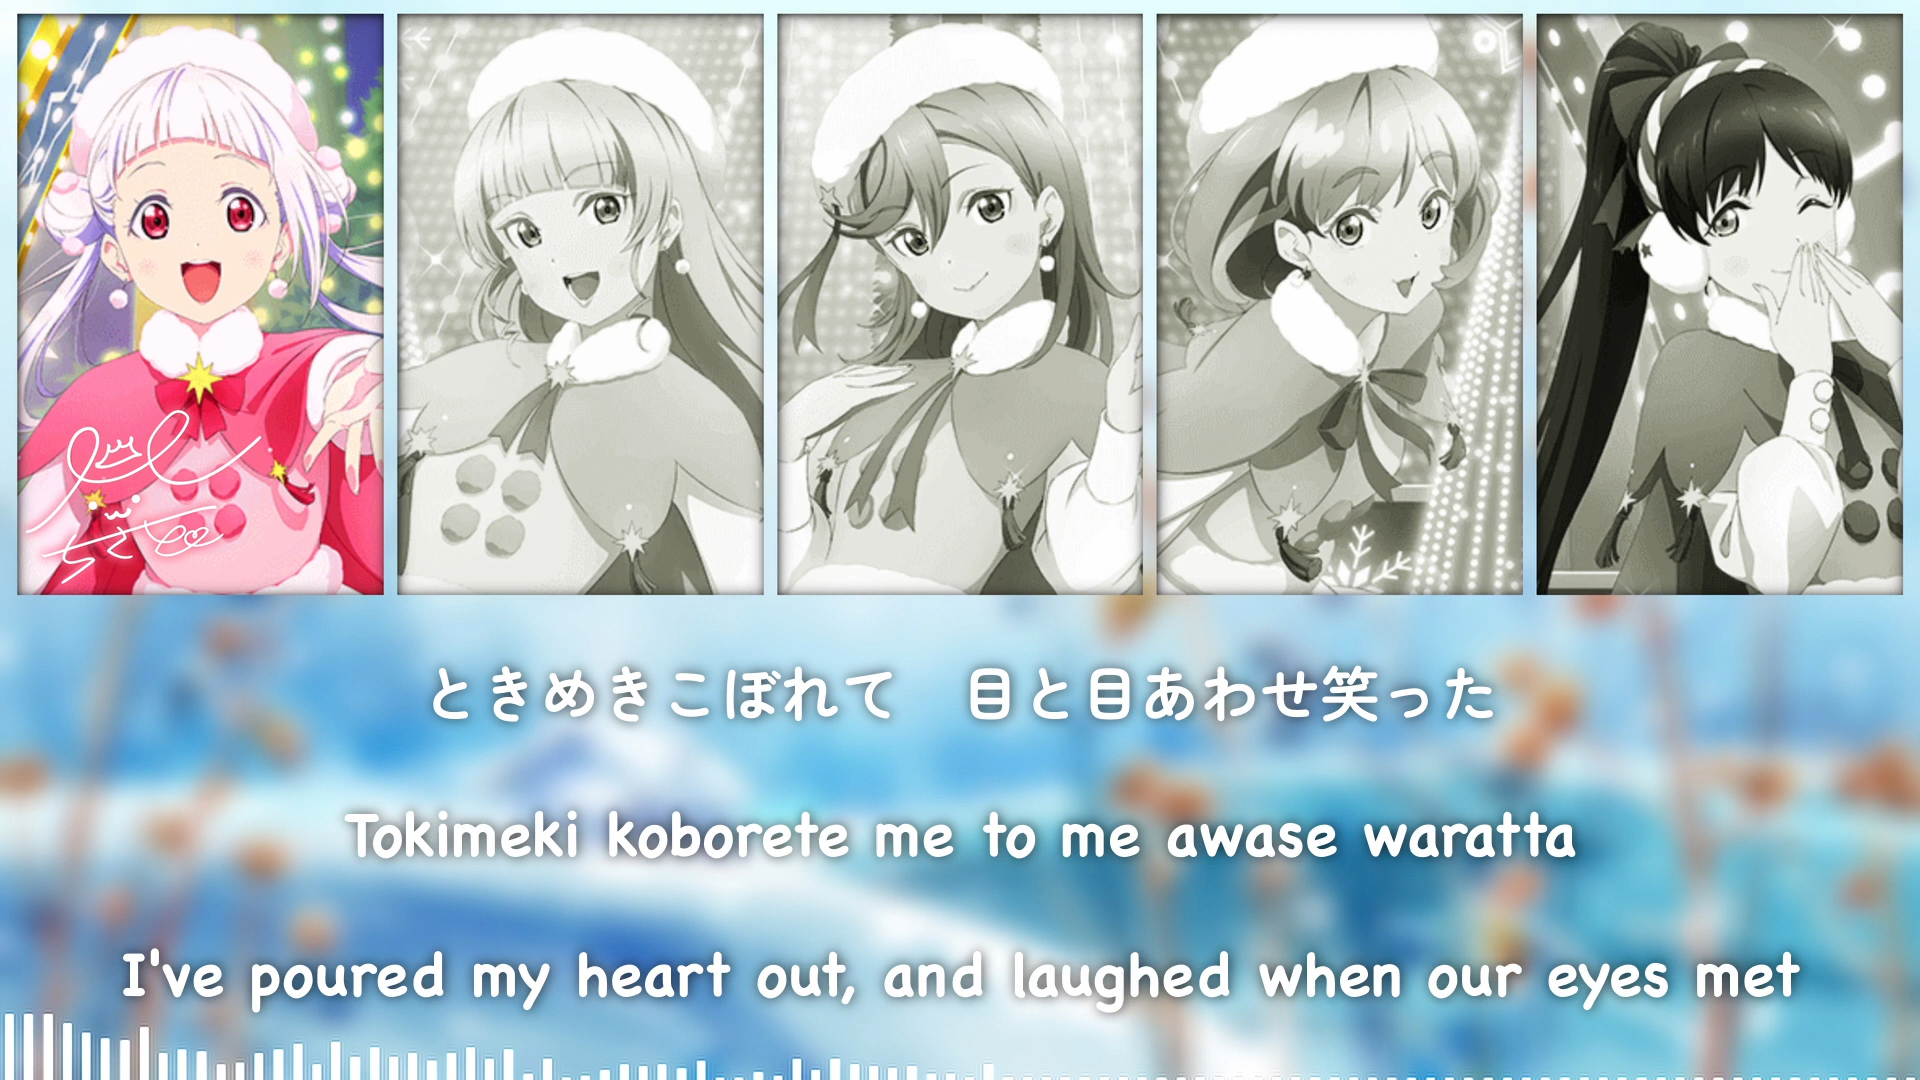 ときめきこぼれて　目と目あわせ笑った
Tokimeki koborete me to me awase waratta
I've poured my heart out, and laughed when our eyes met